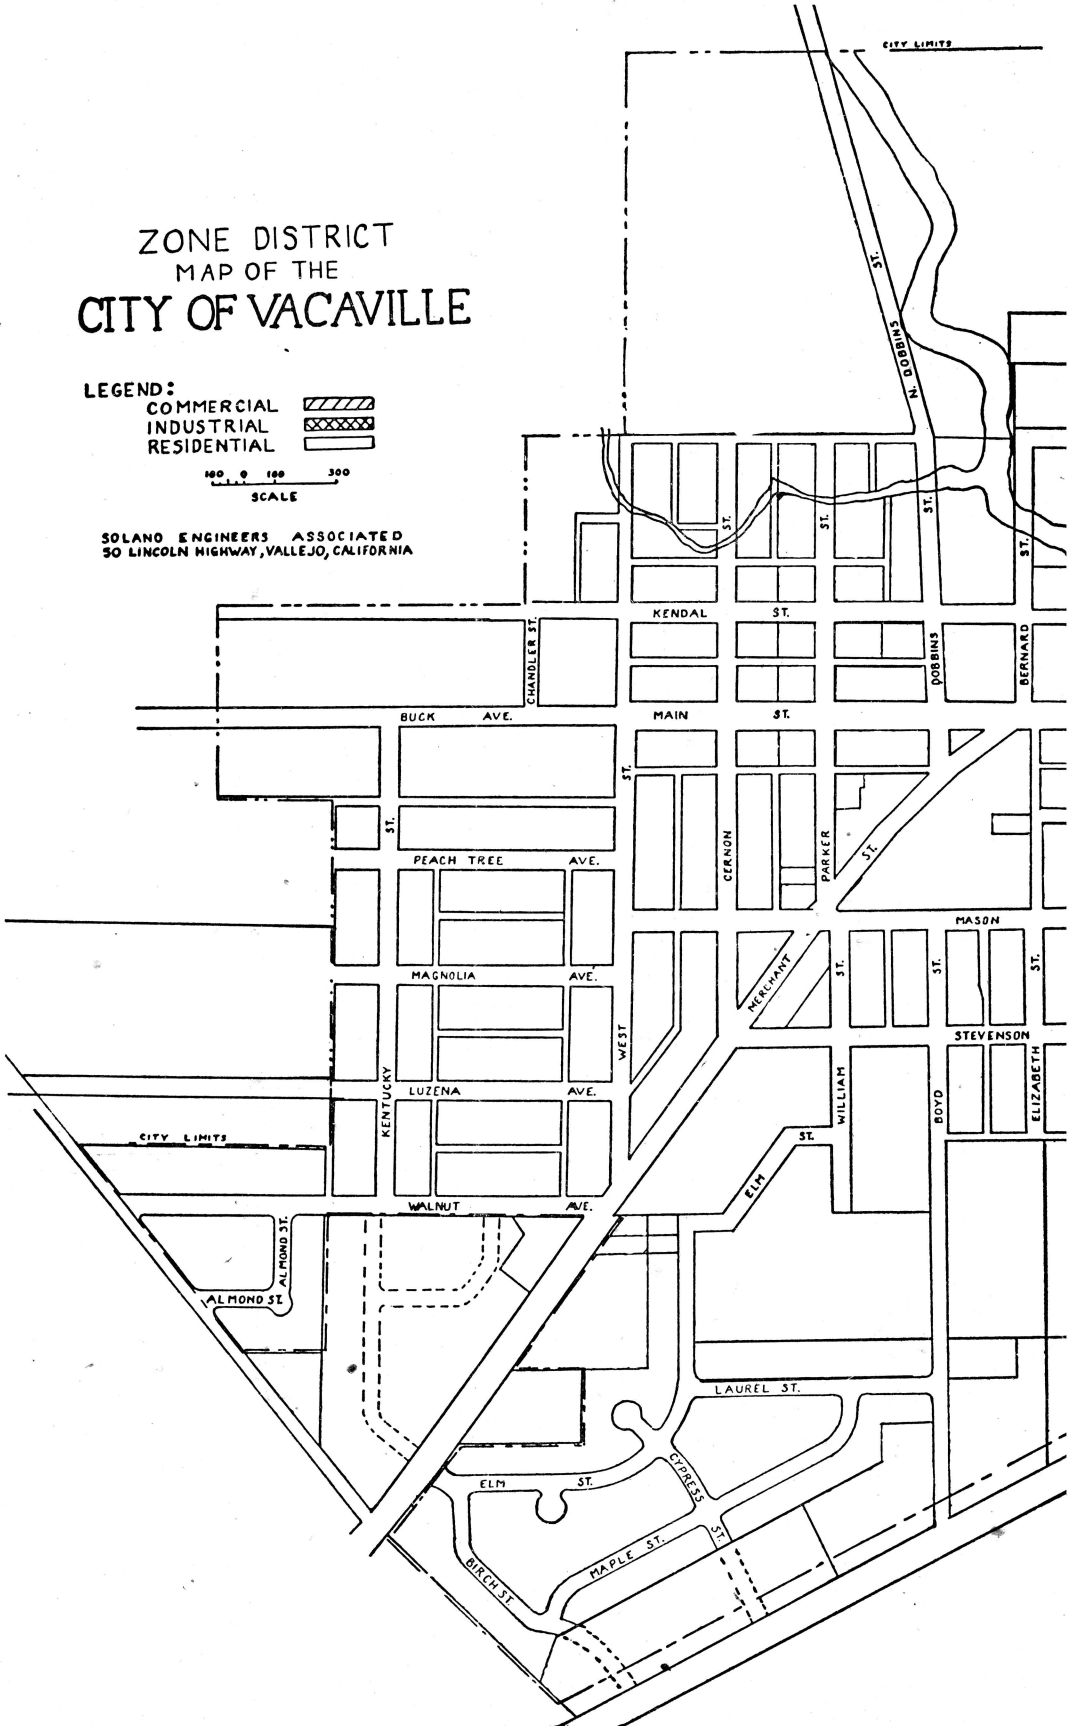 CITY LIMITS
ZONE DISTRICT
MAP OF THE
CITY OF VACAVILLE
LEGEND:
COMMERCIAL
INDUSTRIAL
RESIDENTIAL
100 0 100 300
SCALE
SOLANO ENGINEERS ASSOCIATED
50 LINCOLN HIGHWAY, VALLEJO, CALIFORNIA
N. DOBBINS ST.
ST.
ST.
ST.
ST.
KENDAL ST.
CHANDLER ST.
DOBBINS
BERNARD
BUCK AVE.
MAIN ST.
ST.
ST.
PEACH TREE AVE.
CERNON
PARKER
ST.
MASON
MAGNOLIA AVE.
MERCHANT
ST.
ST.
ST.
WEST
STEVENSON
KENTUCKY
LUZENA AVE.
WILLIAM
BOYD
ELIZABETH
CITY LIMITS
ELM ST.
WALNUT AVE.
ALMOND ST.
ALMOND ST.
LAUREL ST.
ELM ST.
CYPRESS ST.
MAPLE ST.
BIRCH ST.